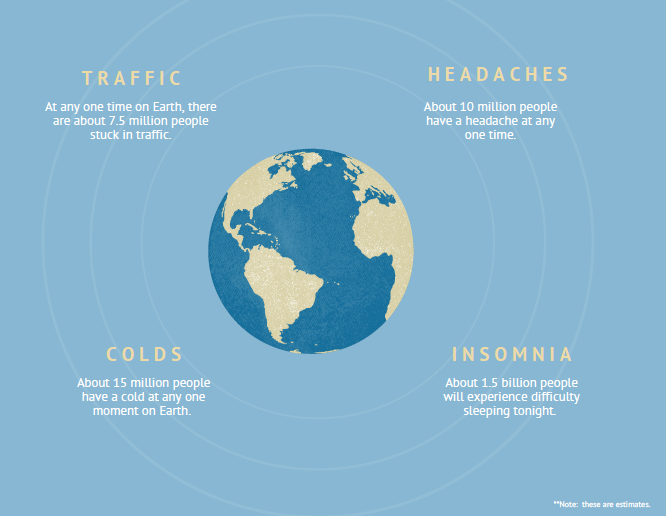 TRAFFIC
At any one time on Earth, there
are about 7.5 million people
stuck in traffic.
HEADACHES
About 10 million people
have a headache at any
one time.
COLDS
About 15 million people
have a cold at any one
moment on Earth.
INSOMNIA
About 1.5 billion people
will experience difficulty
sleeping tonight.
**Note: these are estimates.